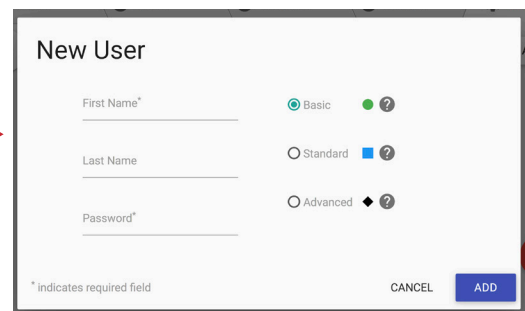 New User
First Name*
Basic
?
Last Name
Standard
?
Advanced
?
Password*
* indicates required field
CANCEL
ADD